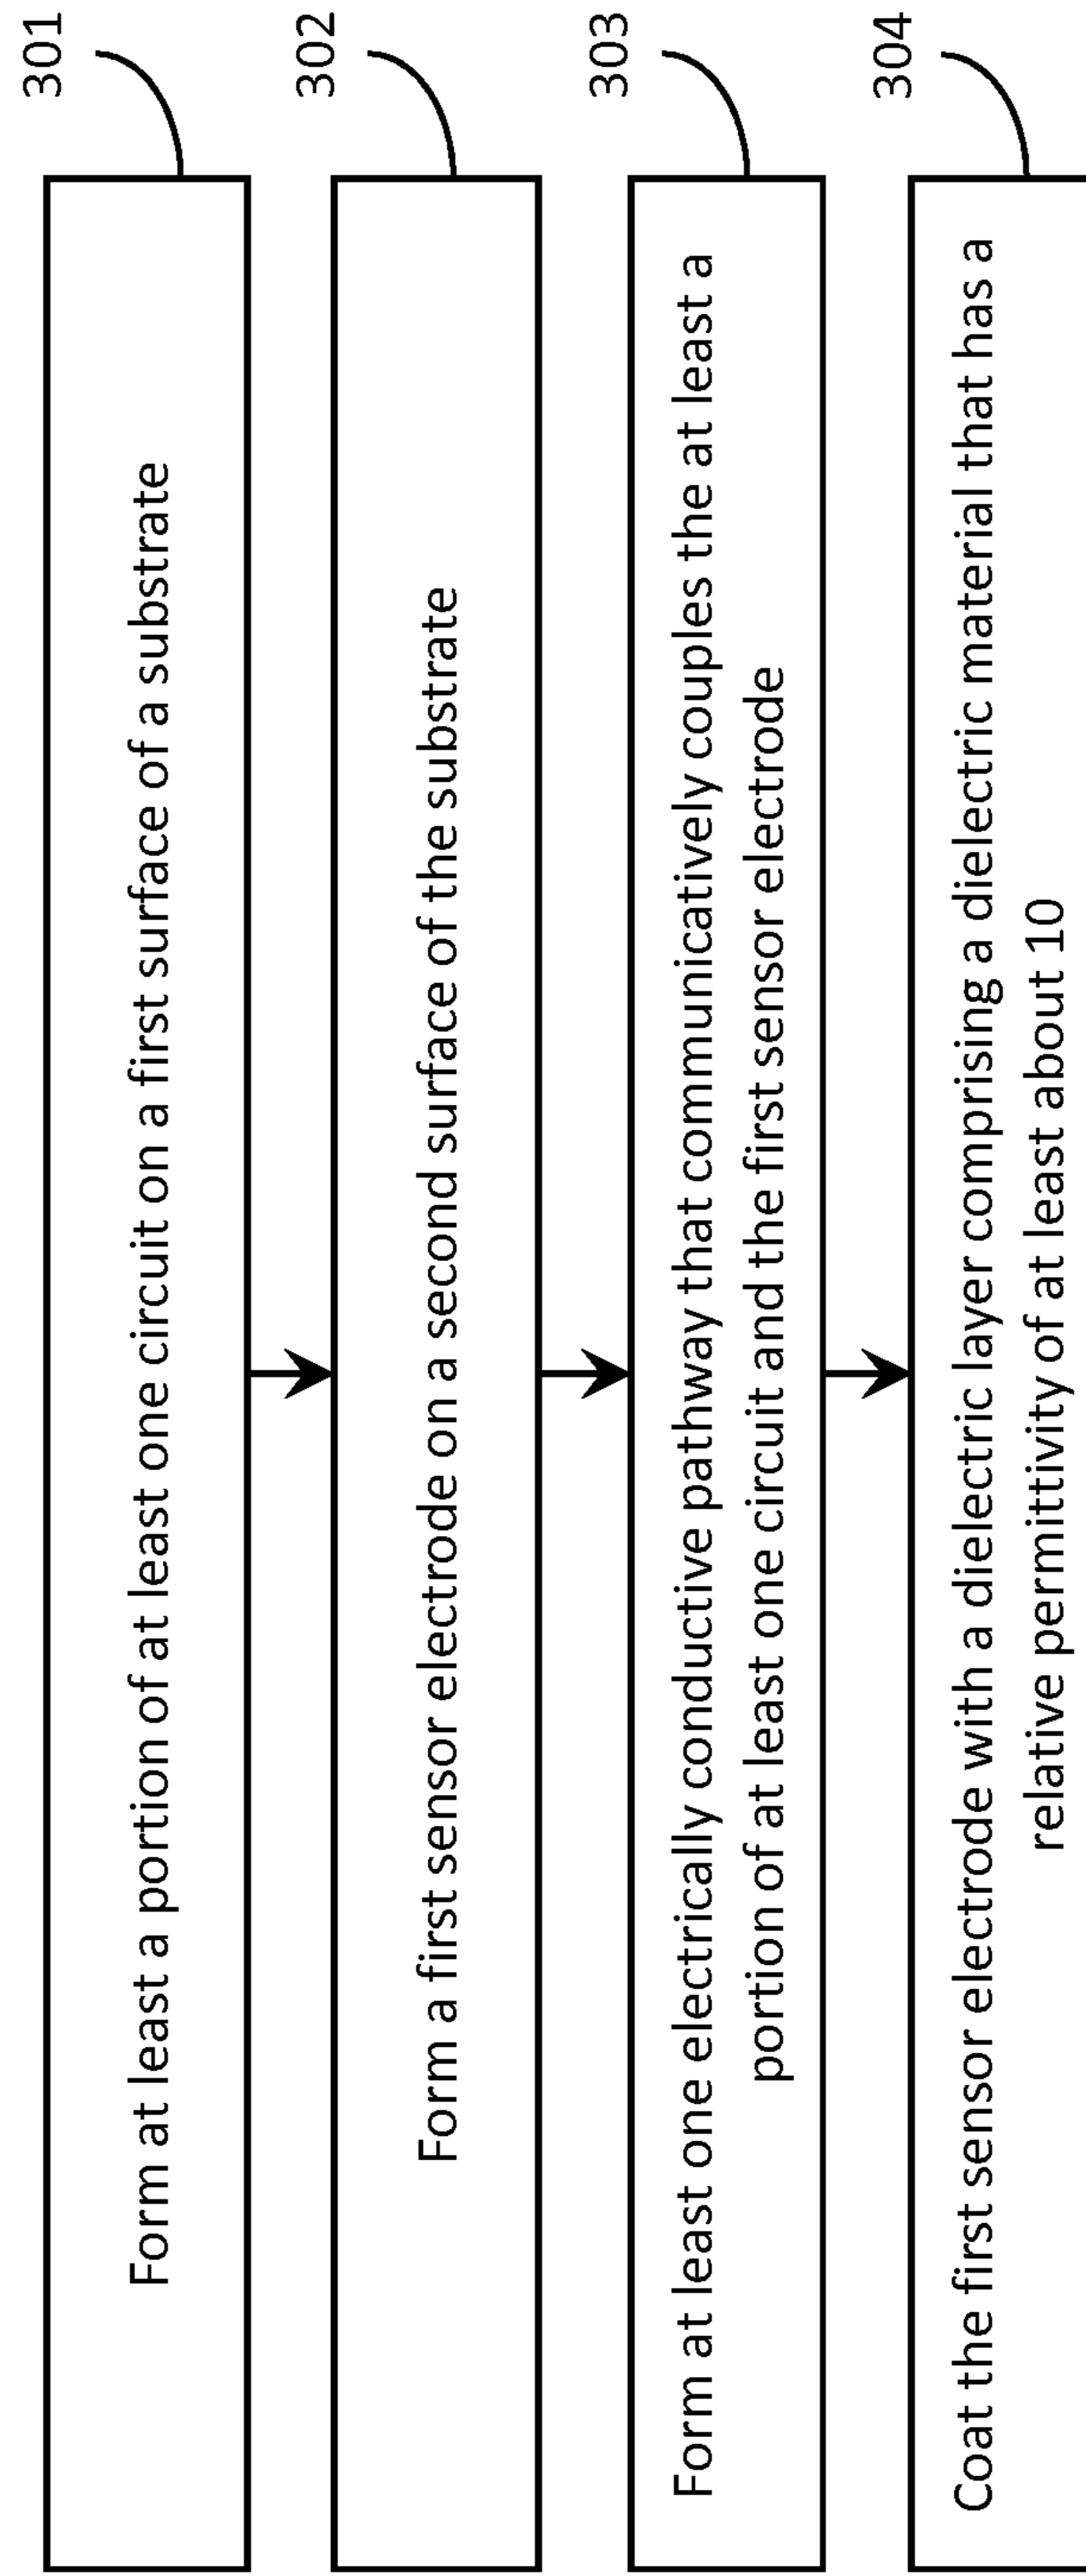 301
Form at least a portion of at least one circuit on a first surface of a substrate
302
Form a first sensor electrode on a second surface of the substrate
303
Form at least one electrically conductive pathway that communicatively couples the at least a
portion of at least one circuit and the first sensor electrode
304
Coat the first sensor electrode with a dielectric layer comprising a dielectric material that has a
relative permittivity of at least about 10